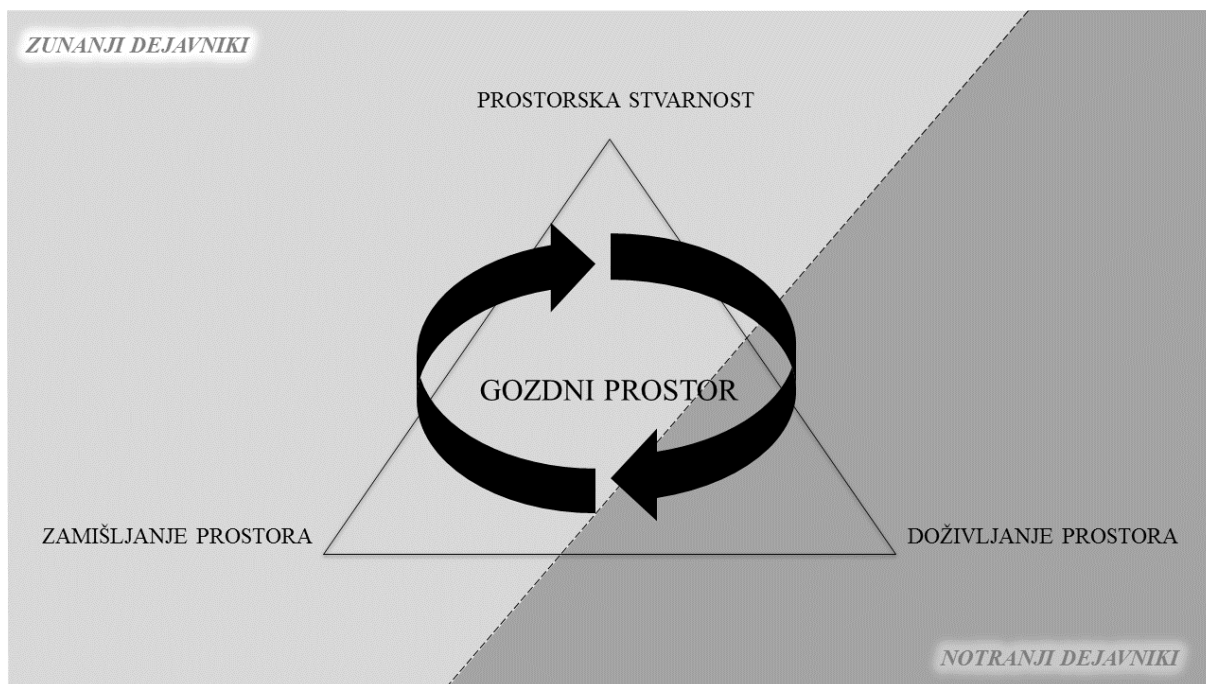 ZUNANJI DEJAVNIKI
PROSTORSKA STVARNOST
GOZDNI PROSTOR
ZAMIŠLJANJE PROSTORA
DOŽIVLJANJE PROSTORA
NOTRANJI DEJAVNIKI